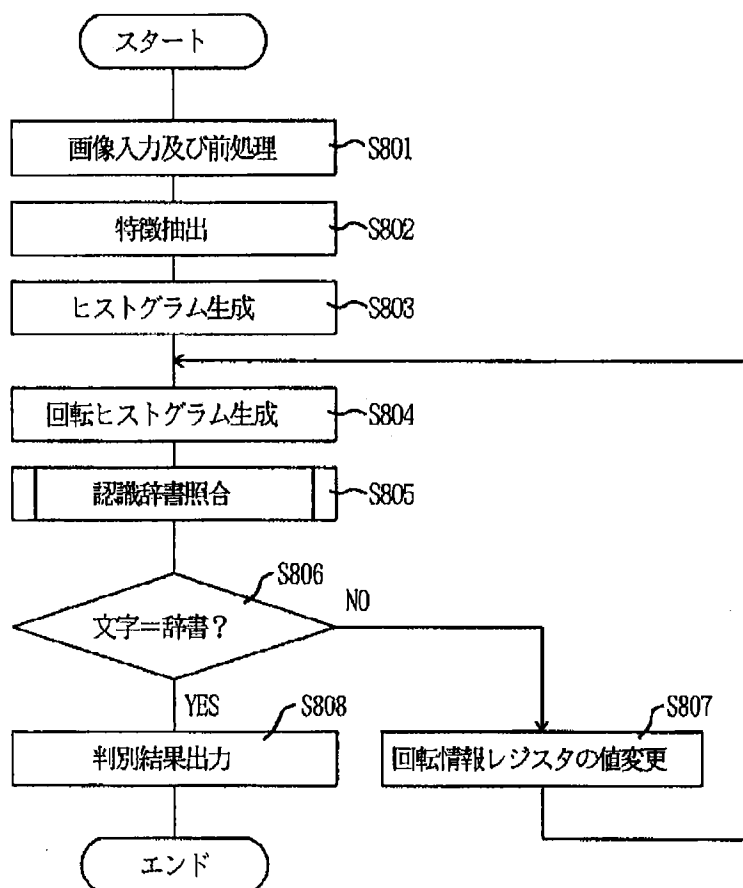 スタート
画像入力及び前処理
S801
特徴抽出
S802
ヒストグラム生成
S803
回転ヒストグラム生成
S804
認識辞書照合
S805
S806
文字＝辞書？
NO
YES
S808
判別結果出力
S807
回転情報レジスタの値変更
エンド